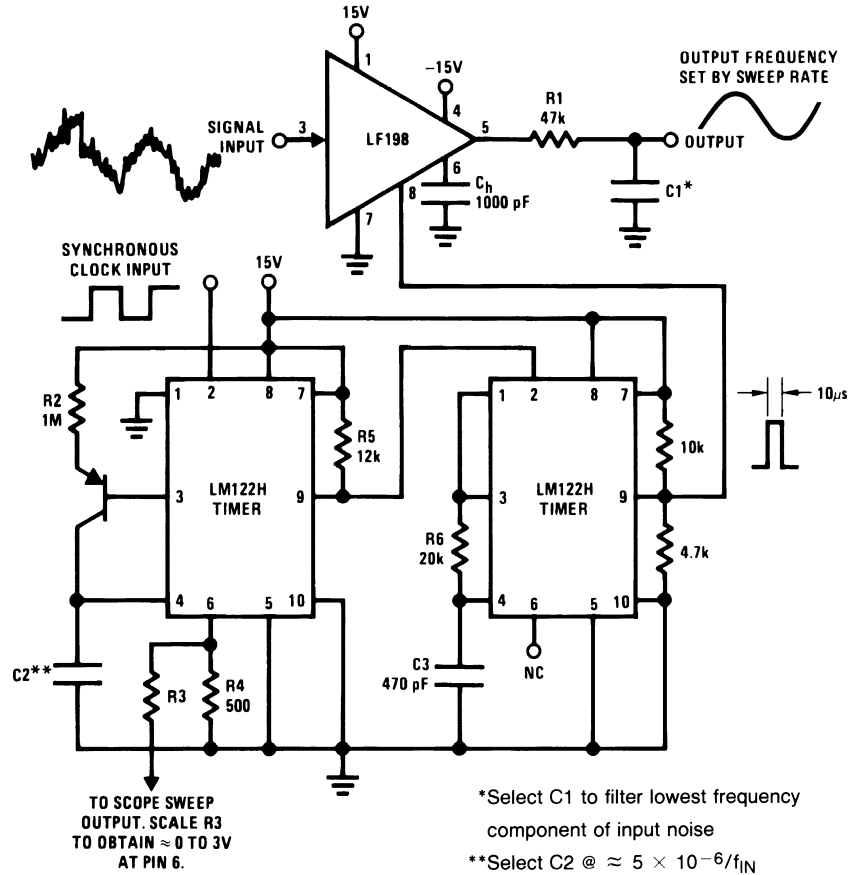 15V
1
-15V
4
OUTPUT FREQUENCY
SET BY SWEEP RATE
R1
47k
SIGNAL
INPUT
3
LF198
5
OUTPUT
6
Ch
1000 pF
8
C1*
7
SYNCHRONOUS
CLOCK INPUT
15V
R2
1M
1
2
8
7
R5
12k
3
LM122H
TIMER
9
4
6
5
10
C2**
R3
R4
500
TO SCOPE SWEEP
OUTPUT. SCALE R3
TO OBTAIN ≈ 0 TO 3V
AT PIN 6.
1
2
8
7
10k
10µs
3
LM122H
TIMER
9
R6
20k
4.7k
4
6
5
10
C3
470 pF
NC
*Select C1 to filter lowest frequency
component of input noise
**Select C2 @ ≈ 5 × 10⁻⁶/fIN